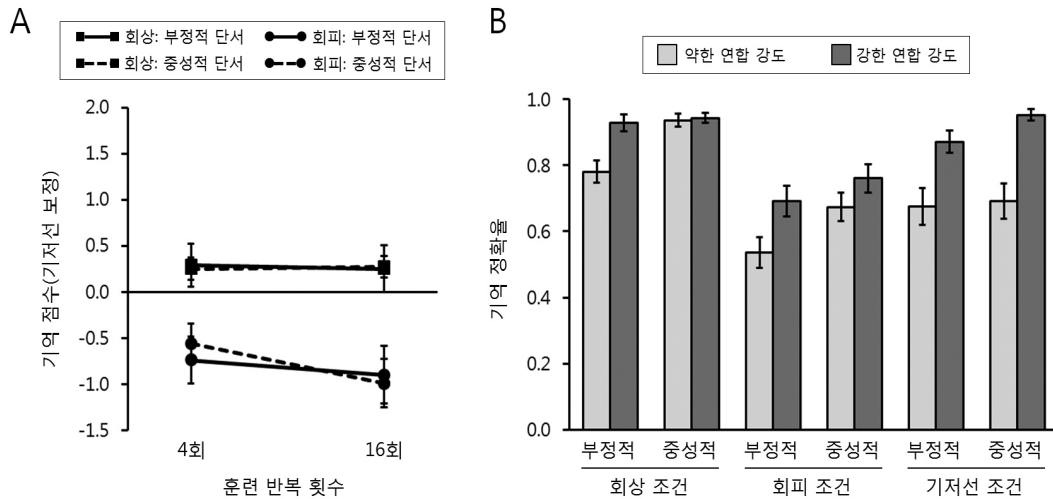 A
회상: 부정적 단서 회피: 부정적 단서
회상: 중성적 단서 회피: 중성적 단서
기억 점수(기저선 보정)
2.0
1.5
1.0
0.5
0.0
-0.5
-1.0
-1.5
4회 16회
훈련 반복 횟수
B
약한 연합 강도 강한 연합 강도
기억 정확율
1.0
0.8
0.6
0.4
0.2
0.0
부정적 중성적 부정적 중성적 부정적 중성적
회상 조건 회피 조건 기저선 조건